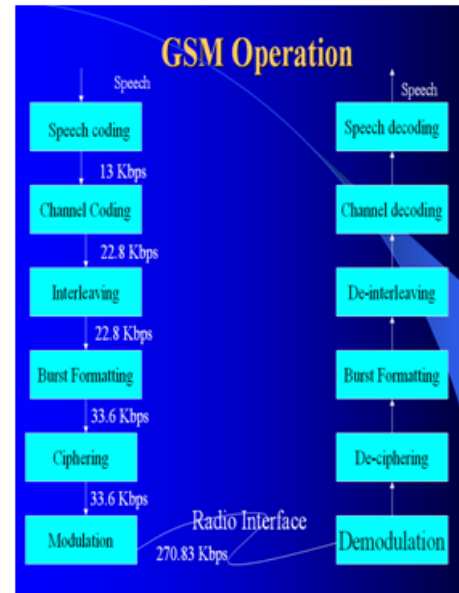 GSM Operation
Speech
Speech coding
13 Kbps
Channel Coding
22.8 Kbps
Interleaving
22.8 Kbps
Burst Formatting
33.6 Kbps
Ciphering
33.6 Kbps
Modulation
Radio Interface
270.83 Kbps
Speech
Speech decoding
Channel decoding
De-interleaving
Burst Formatting
De-ciphering
Demodulation